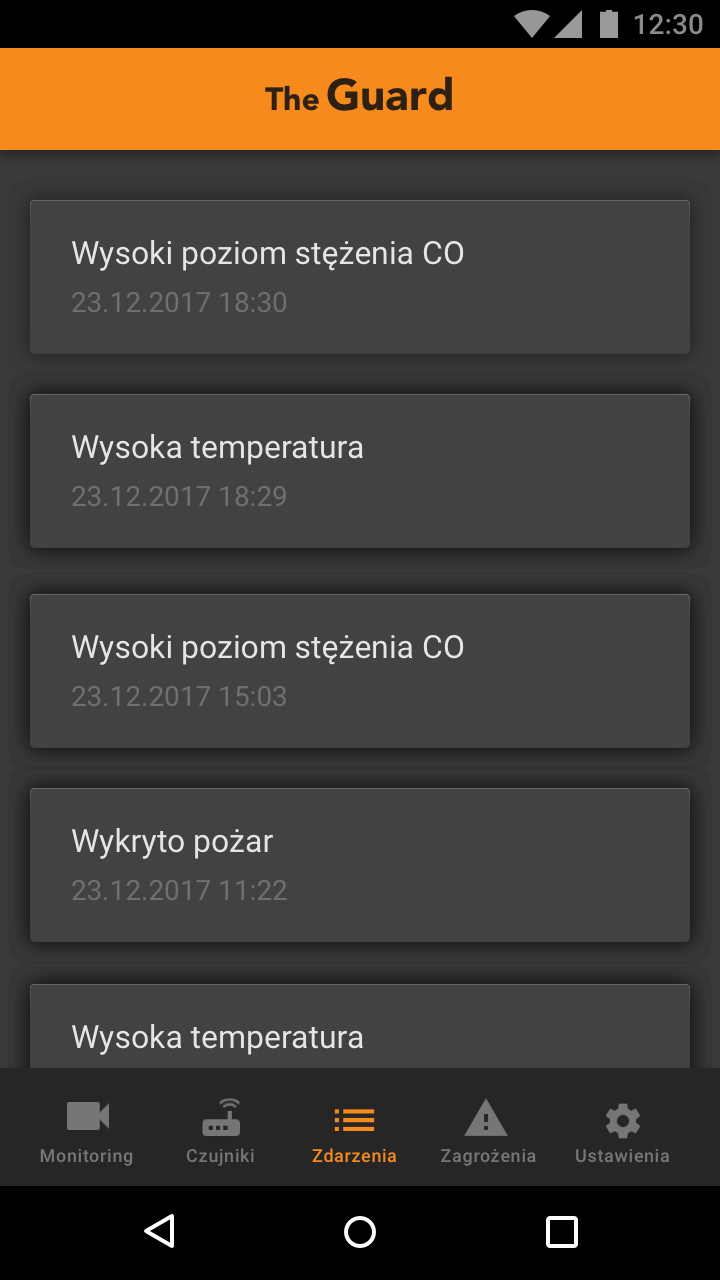 12:30
The Guard
Wysoki poziom stężenia CO
23.12.2017 18:30
Wysoka temperatura
23.12.2017 18:29
Wysoki poziom stężenia CO
23.12.2017 15:03
Wykryto pożar
23.12.2017 11:22
Wysoka temperatura
Monitoring Czujniki Zdarzenia Zagrożenia Ustawienia